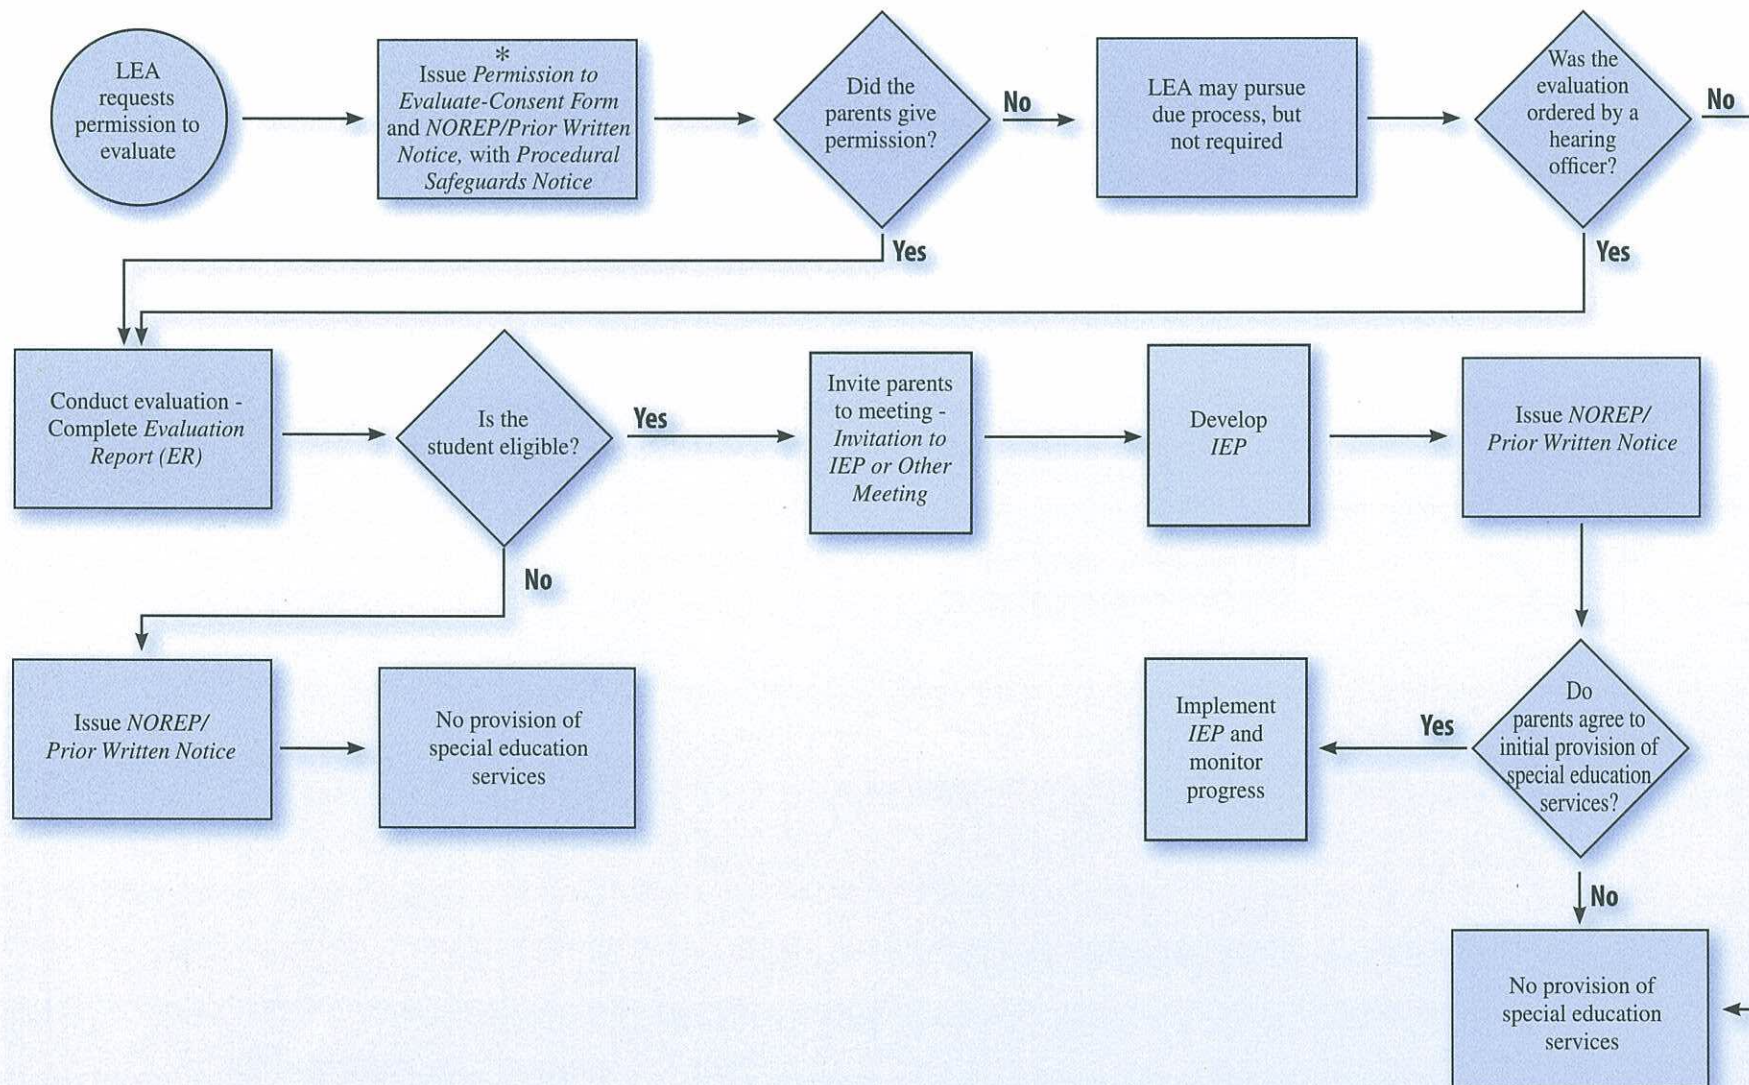 LEA
requests
permission to
evaluate
*
Issue Permission to
Evaluate-Consent Form
and NOREP/Prior Written
Notice, with Procedural
Safeguards Notice
Did the
parents give
permission?
No
LEA may pursue
due process, but
not required
Was the
evaluation
ordered by a
hearing
officer?
No
Yes
Yes
Conduct evaluation -
Complete Evaluation
Report (ER)
Is the
student eligible?
Yes
Invite parents
to meeting -
Invitation to
IEP or Other
Meeting
Develop
IEP
Issue NOREP/
Prior Written Notice
No
Issue NOREP/
Prior Written Notice
No provision of
special education
services
Implement
IEP and
monitor
progress
Yes
Do
parents agree to
initial provision of
special education
services?
No
No provision of
special education
services